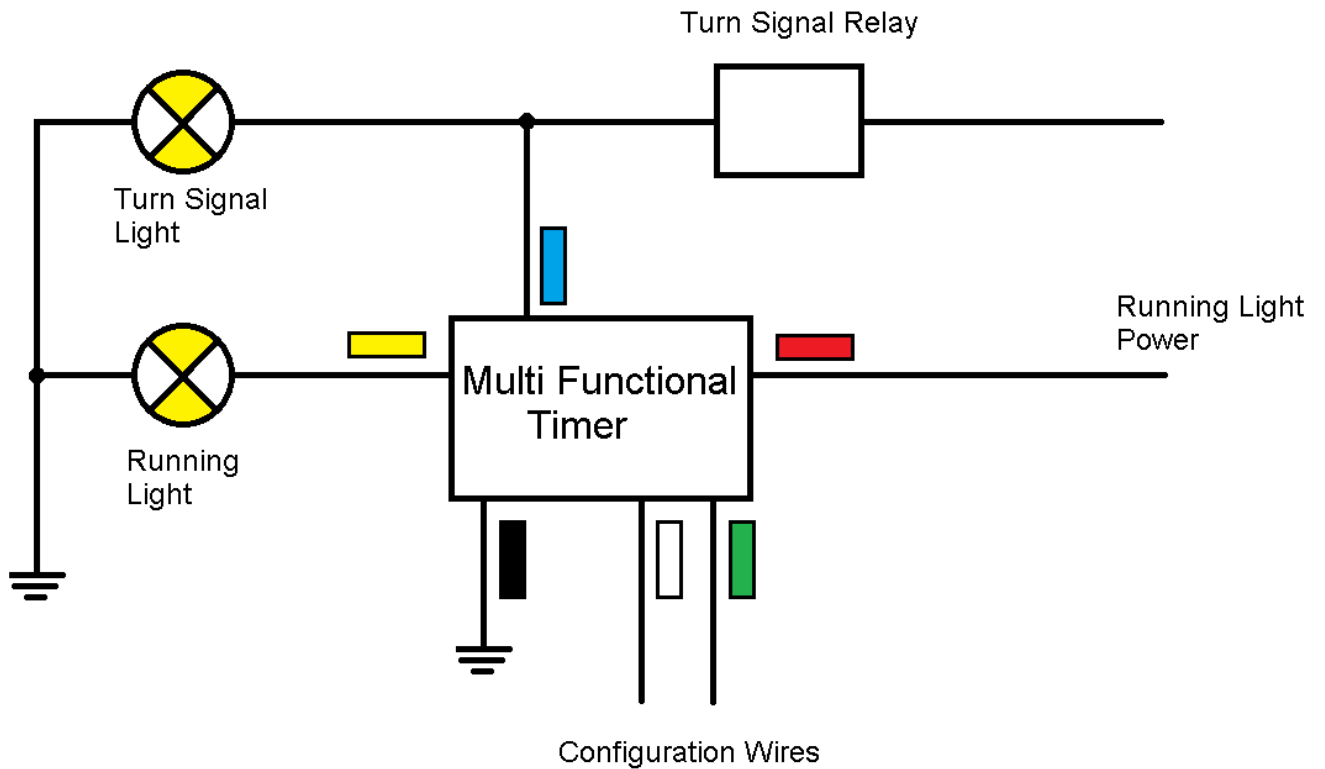 Turn Signal Relay
Turn Signal
Light
Running Light
Power
Multi Functional
Timer
Running
Light
Configuration Wires